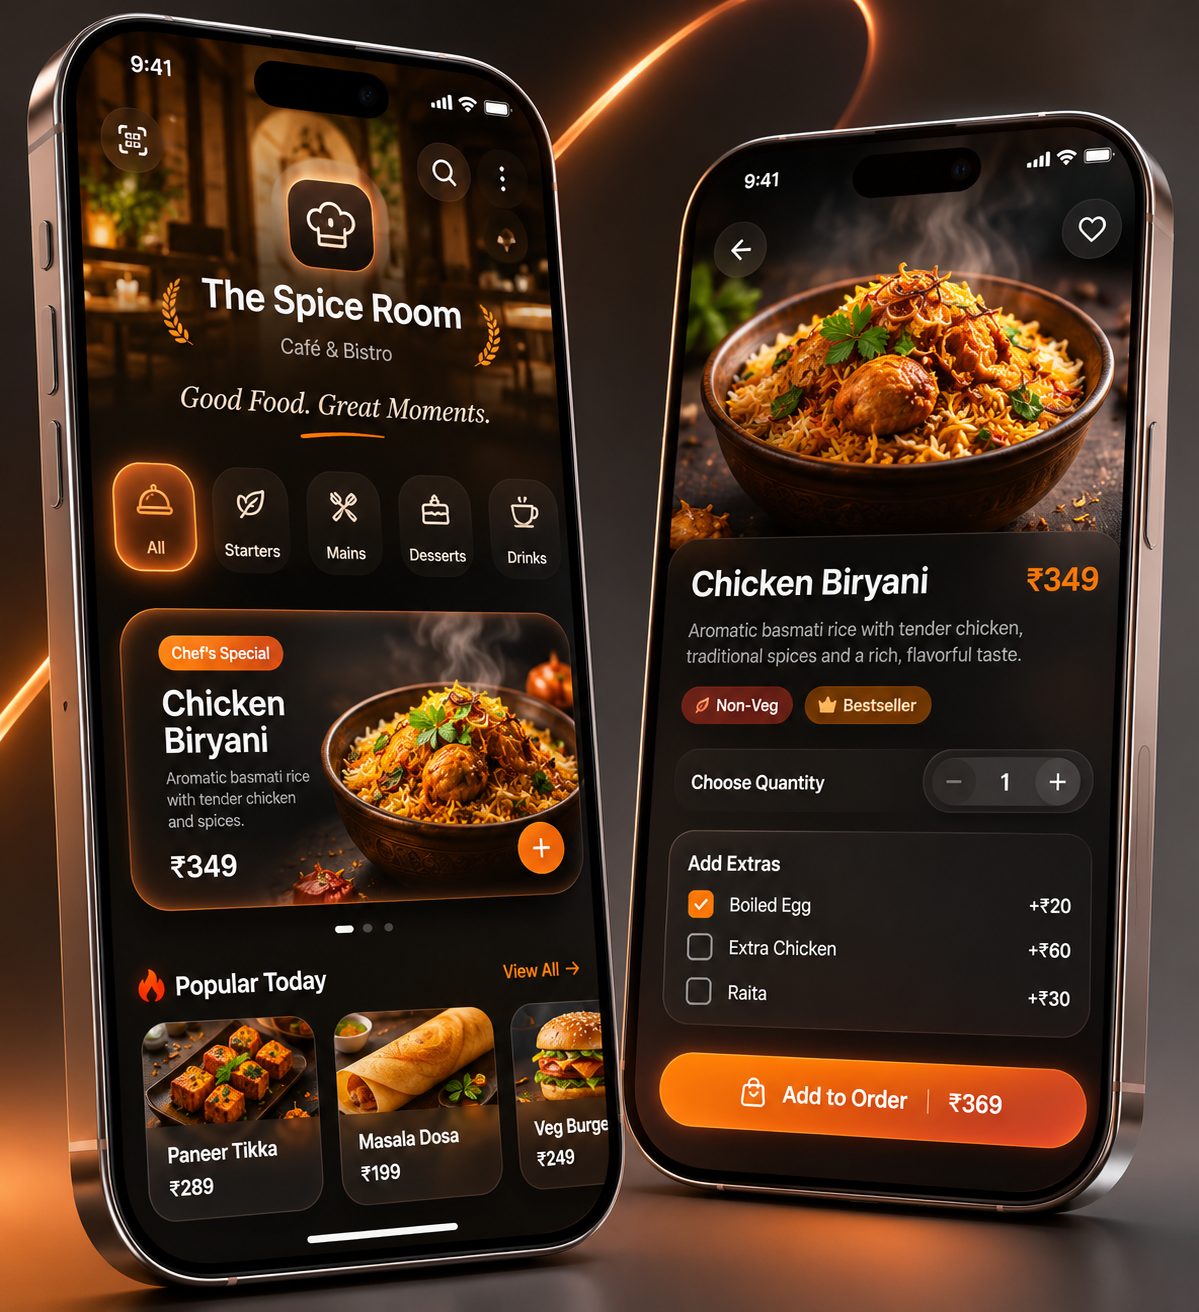 9:41
The Spice Room
Café & Bistro
Good Food. Great Moments.
All
Starters
Mains
Desserts
Drinks
Chef's Special
Chicken
Biryani
Aromatic basmati rice
with tender chicken
and spices.
₹349
Popular Today
View All →
Paneer Tikka
₹289
Masala Dosa
₹199
Veg Burge
₹249
9:41
Chicken Biryani
₹349
Aromatic basmati rice with tender chicken,
traditional spices and a rich, flavorful taste.
Non-Veg
Bestseller
Choose Quantity
− 1 +
Add Extras
Boiled Egg +₹20
Extra Chicken +₹60
Raita +₹30
Add to Order | ₹369